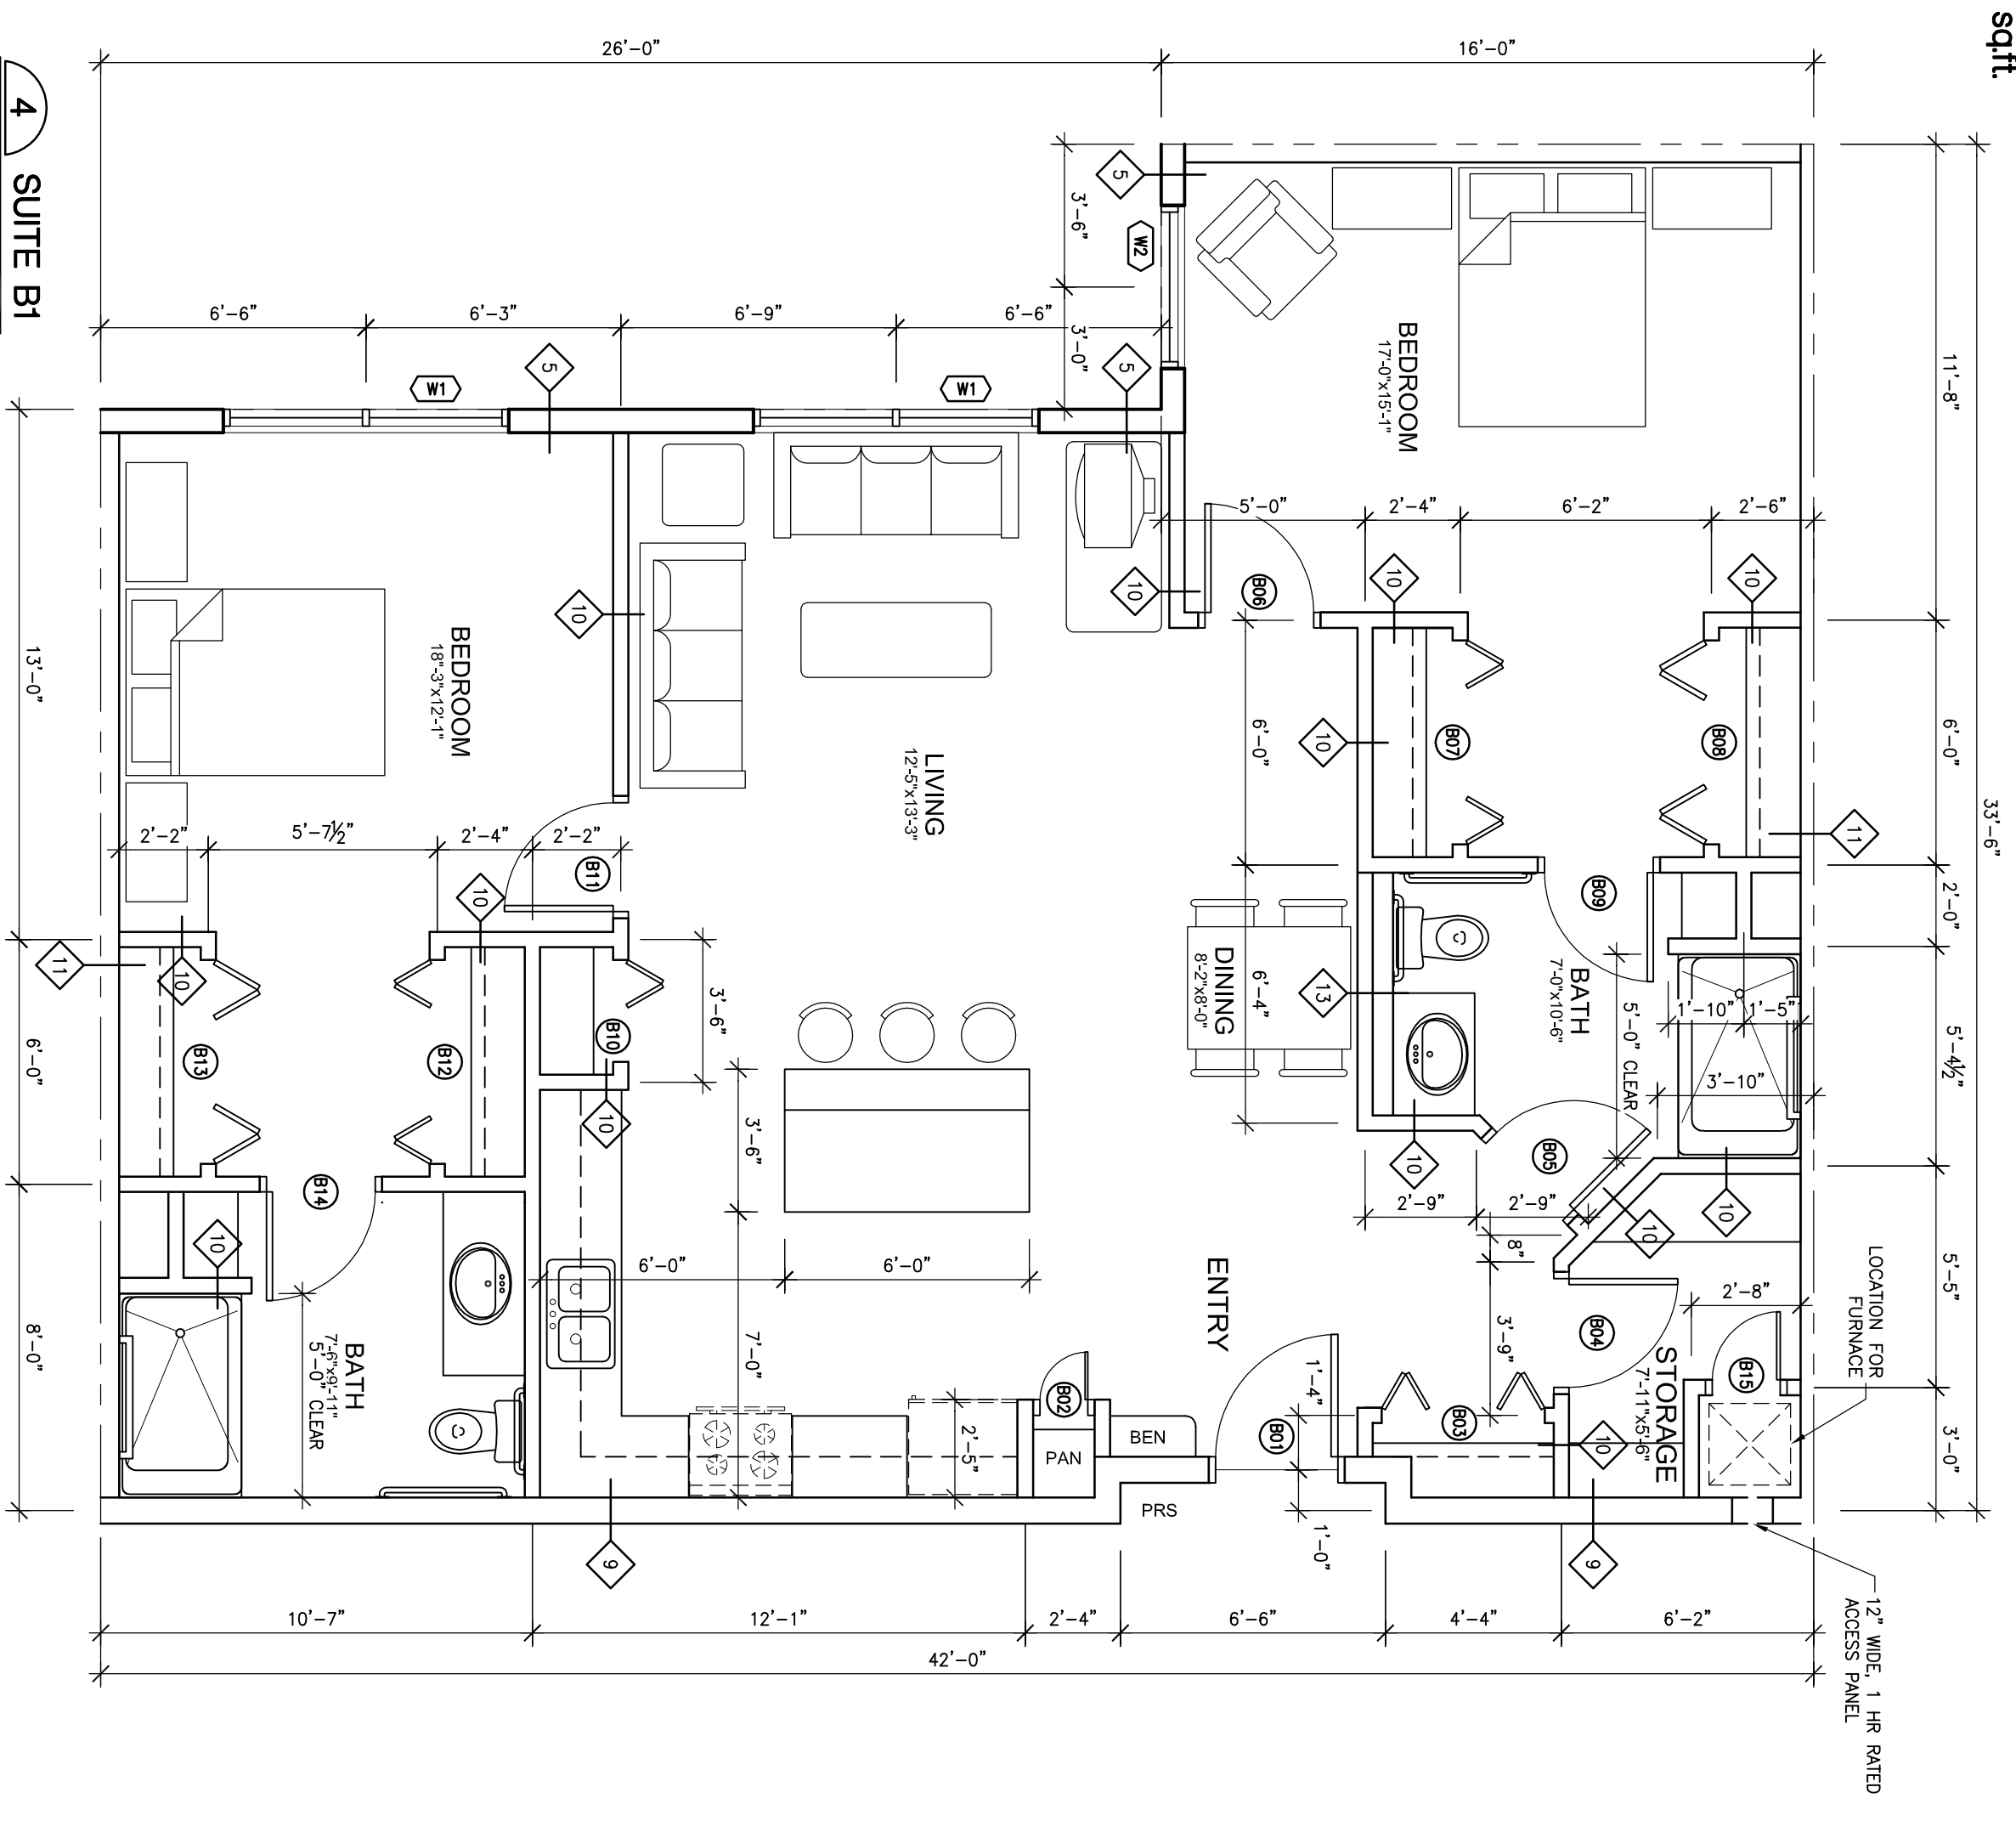 sq.ft.
26'-0"
16'-0"
4
SUITE B1
5
3'-6"
W2
3'-0"
6'-6"
6'-3"
6'-9"
6'-6"
5
5
W1
W1
BEDROOM
17'-0"x15'-1"
11'-8"
5'-0"
2'-4"
6'-2"
2'-6"
10
10
10
10
B06
BEDROOM
18"-3"x12'-1"
13'-0"
LIVING
12'-5"x13'-3"
6'-0"
10
B07
B08
6'-0"
33'-6"
11
2'-2"
5'-7½"
2'-4"
2'-2"
B11
10
B09
2'-0"
11
10
3'-6"
DINING
8'-2"x8'-0"
6'-4"
13
BATH
7'-0"x10'-6"
5'-0" CLEAR
1'-10"
1'-5"
5'-4½"
3'-10"
6'-0"
B13
B12
B10
10
3'-6"
10
B05
10
B14
2'-9"
2'-9"
10
8"
10
ENTRY
6'-0"
6'-0"
5'-5"
LOCATION FOR
FURNACE
2'-8"
3'-9"
B04
STORAGE
7'-11"x5'-6"
B15
8'-0"
BATH
7'-6"x9'-11"
5'-0" CLEAR
7'-0"
1'-4"
B02
B01
B03
10
3'-0"
2'-5"
PAN
BEN
PRS
1'-0"
9
9
10'-7"
12'-1"
2'-4"
6'-6"
4'-4"
6'-2"
42'-0"
12" WIDE, 1 HR RATED
ACCESS PANEL